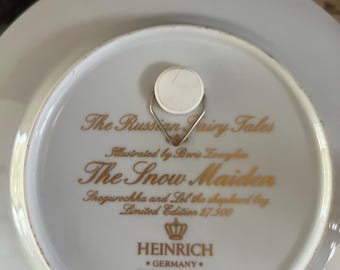 The Russian Fairy Tales
Illustrated by Boris Zvorykin
The Snow Maiden
Snegurochka and Lel the shepherd boy
Limited Edition 27,500
HEINRICH
• GERMANY •